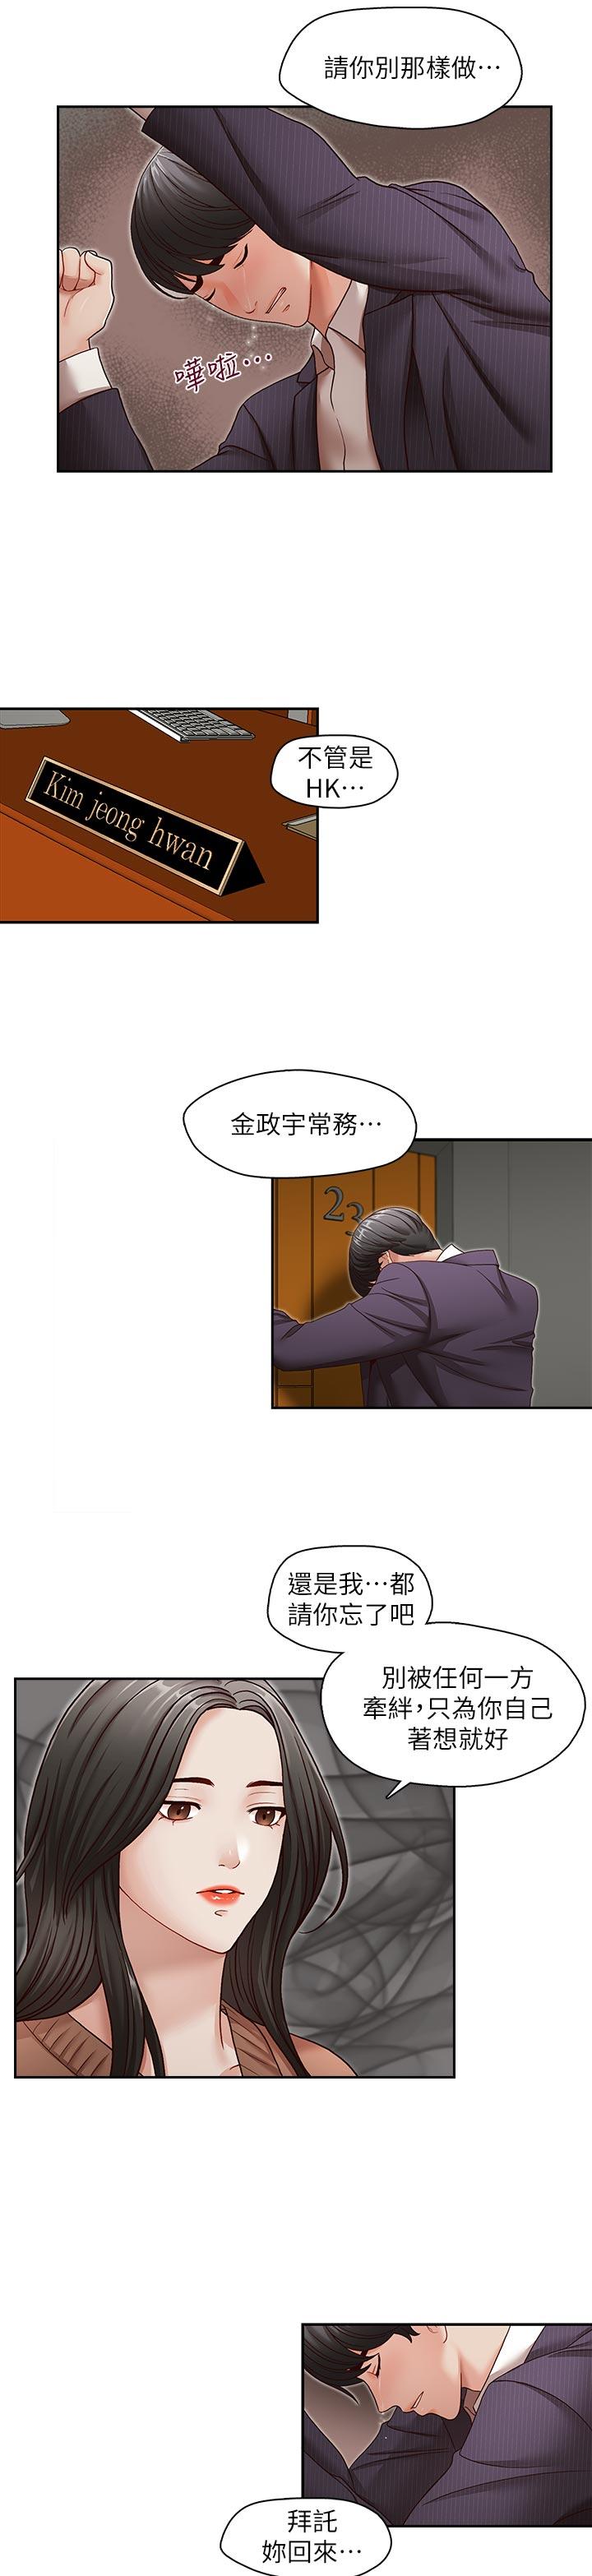 請你別那樣做…
嘩啦…
Kim jeong hwan
不管是
HK…
金政宇常務…
23
還是我…都
請你忘了吧
別被任何一方
牽絆，只為你自己
著想就好
拜託
妳回來…